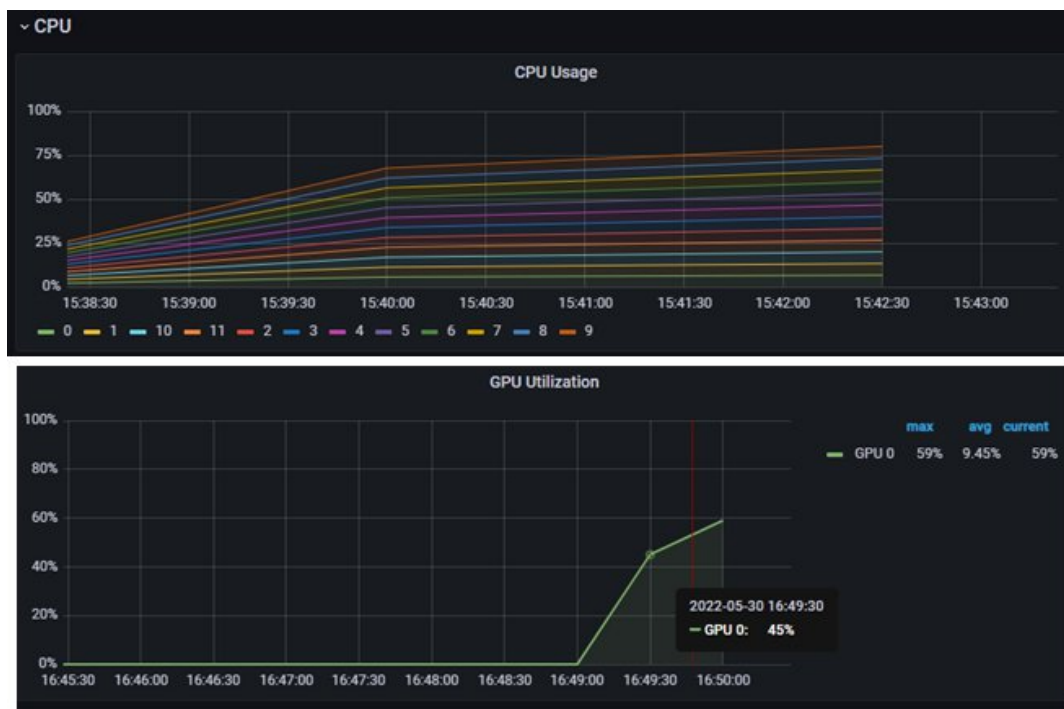 CPU
CPU Usage
100%
75%
50%
25%
0%
15:38:30 15:39:00 15:39:30 15:40:00 15:40:30 15:41:00 15:41:30 15:42:00 15:42:30 15:43:00
0 1 10 11 2 3 4 5 6 7 8 9
GPU Utilization
100%
80%
60%
40%
20%
0%
16:45:30 16:46:00 16:46:30 16:47:00 16:47:30 16:48:00 16:48:30 16:49:00 16:49:30 16:50:00
2022-05-30 16:49:30
GPU 0: 45%
max avg current
GPU 0 59% 9.45% 59%